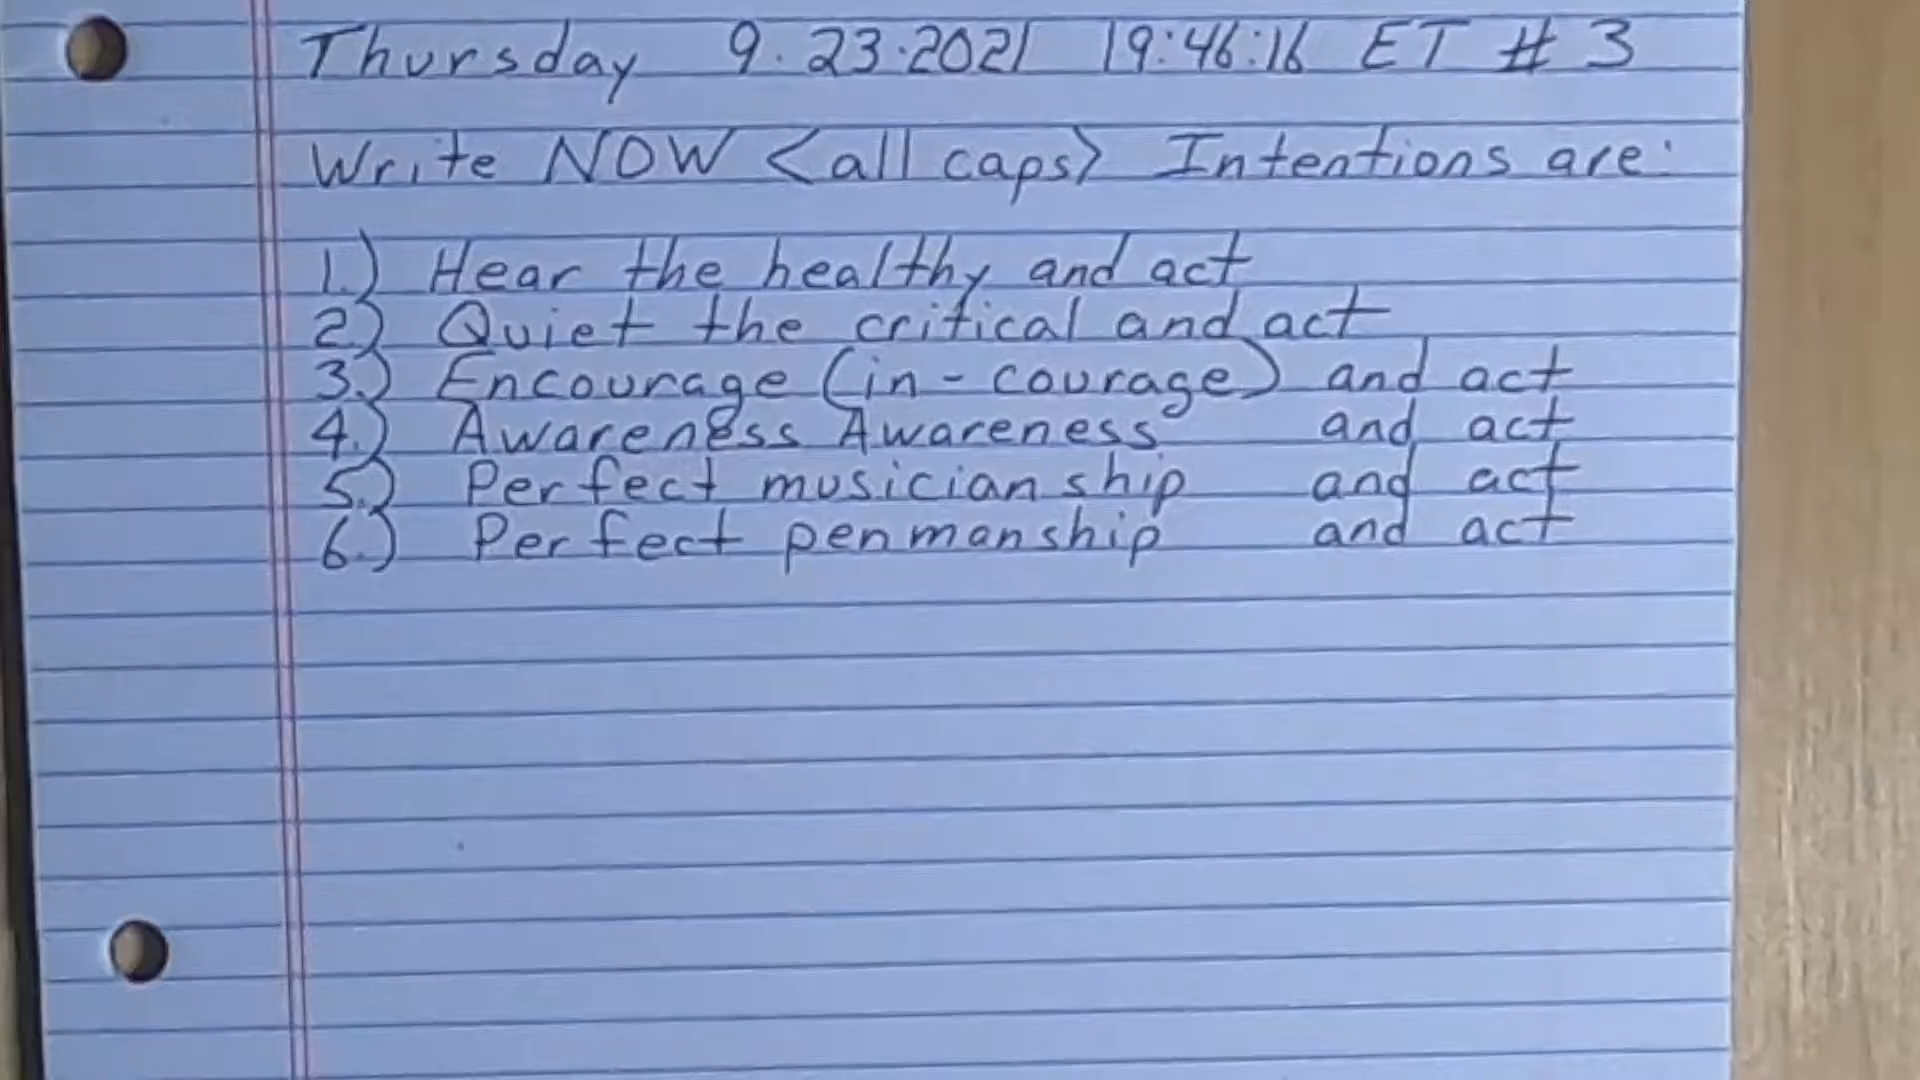 Thursday 9.23.2021 19:46:16 ET # 3
Write NOW <all caps> Intentions are:
1.) Hear the healthy and act
2.) Quiet the critical and act
3.) Encourage (in-courage) and act
4.) Awareness Awareness and act
5.) Perfect musicianship and act
6.) Perfect penmanship and act